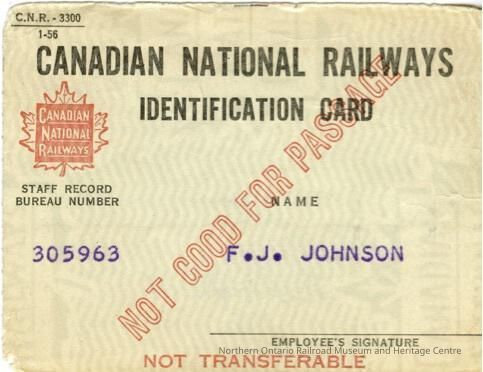 C.N.R. - 3300
1-56
CANADIAN NATIONAL RAILWAYS
IDENTIFICATION CARD
CANADIAN
NATIONAL
RAILWAYS
STAFF RECORD
BUREAU NUMBER
NAME
305963
F.J. JOHNSON
NOT GOOD FOR PASSAGE
EMPLOYEE'S SIGNATURE
Northern Ontario Railroad Museum and Heritage Centre
NOT TRANSFERABLE